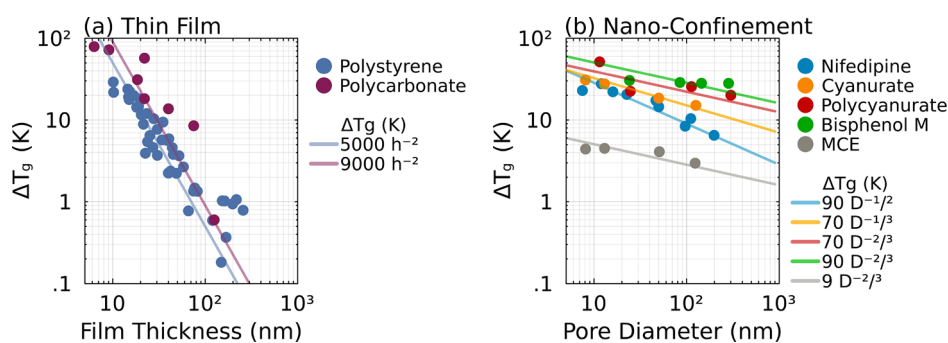 (a) Thin Film
10²
10
1
.1
ΔT₉ (K)
10
10²
10³
Film Thickness (nm)
Polystyrene
Polycarbonate
ΔTg (K)
5000 h⁻²
9000 h⁻²
(b) Nano-Confinement
10²
10
1
.1
ΔT₉ (K)
10
10²
10³
Pore Diameter (nm)
Nifedipine
Cyanurate
Polycyanurate
Bisphenol M
MCE
ΔTg (K)
90 D⁻¹/²
70 D⁻¹/³
70 D⁻²/³
90 D⁻²/³
9 D⁻²/³